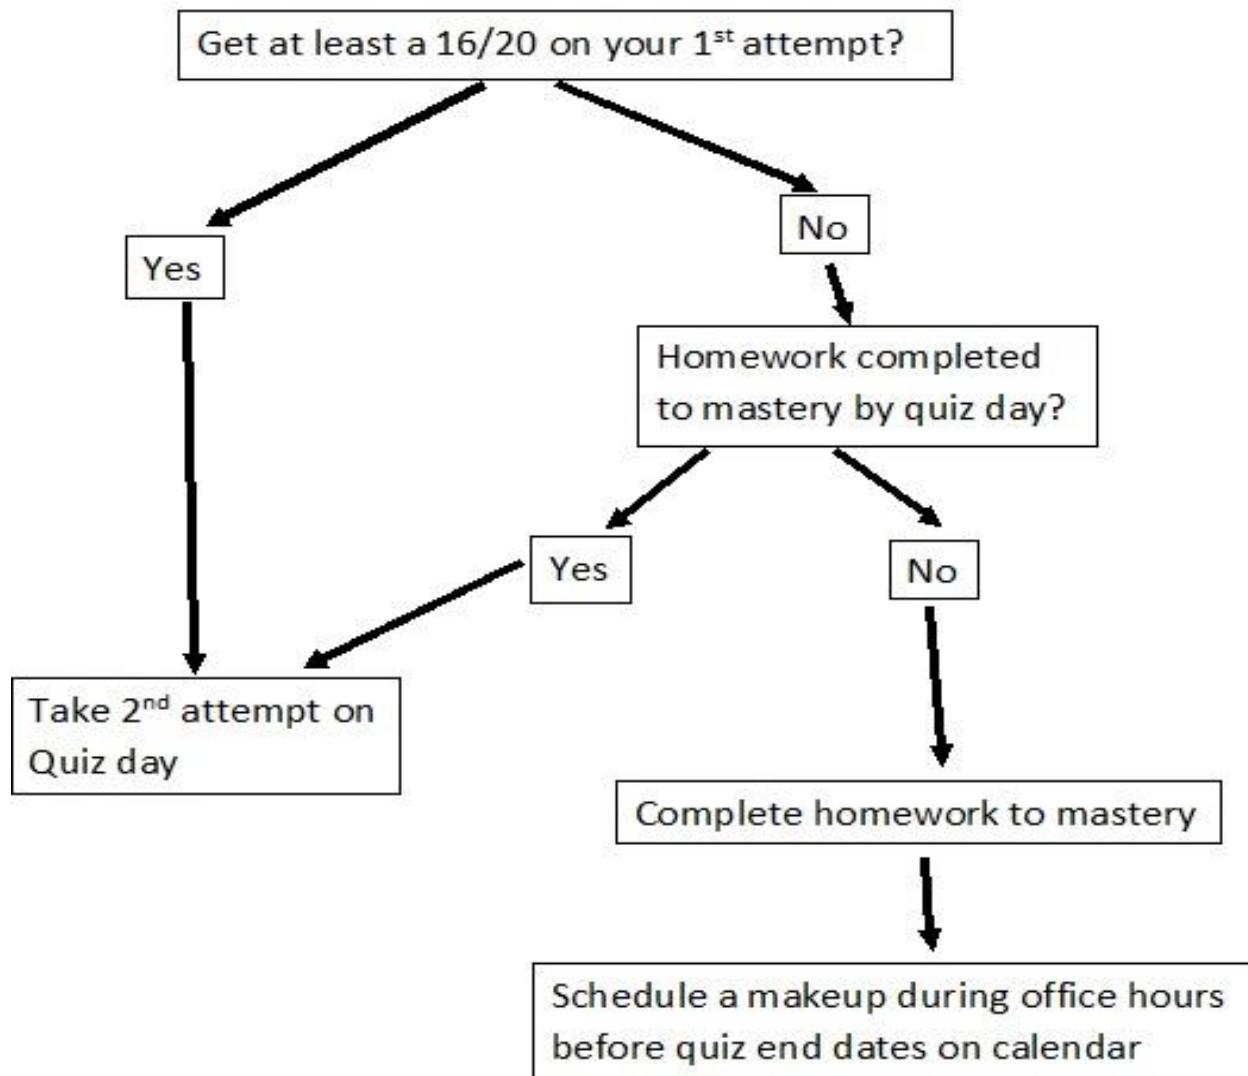 Get at least a 16/20 on your 1st attempt?
No
Yes
Homework completed
to mastery by quiz day?
Yes
No
Take 2nd attempt on
Quiz day
Complete homework to mastery
Schedule a makeup during office hours
before quiz end dates on calendar